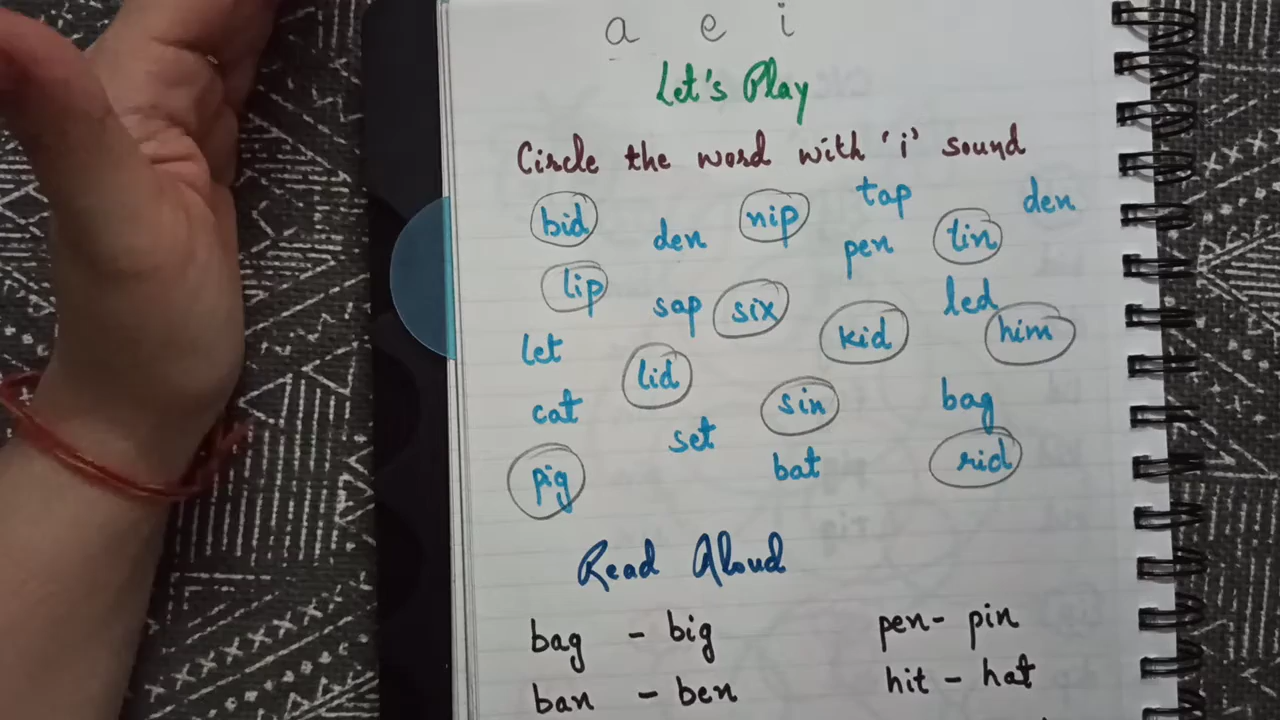 a e i
Let's Play
Circle the word with 'i' sound
bid den nip tap den
pen tin
lip sap six led
let lid kid him
cat set sin bag
pig bat rid
Read Aloud
bag - big pen - pin
ban - ben hit - hat